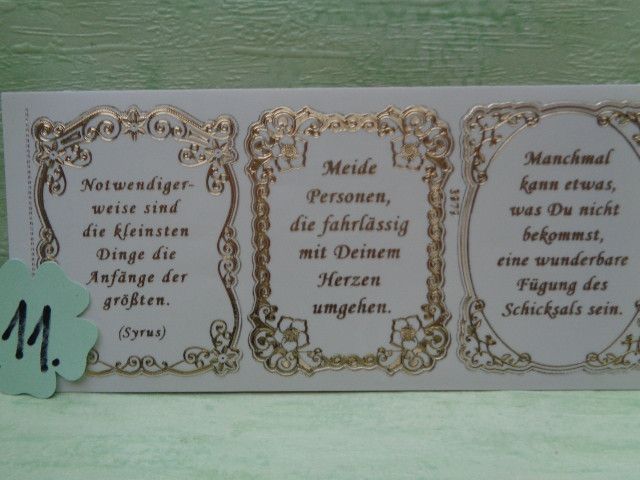 Notwendiger-
weise sind
die kleinsten
Dinge die
Anfänge der
größten.
(Syrus)
Meide
Personen,
die fahrlässig
mit Deinem
Herzen
umgehen.
Manchmal
kann etwas,
was Du nicht
bekommst,
eine wunderbare
Fügung des
Schicksals sein.
11.